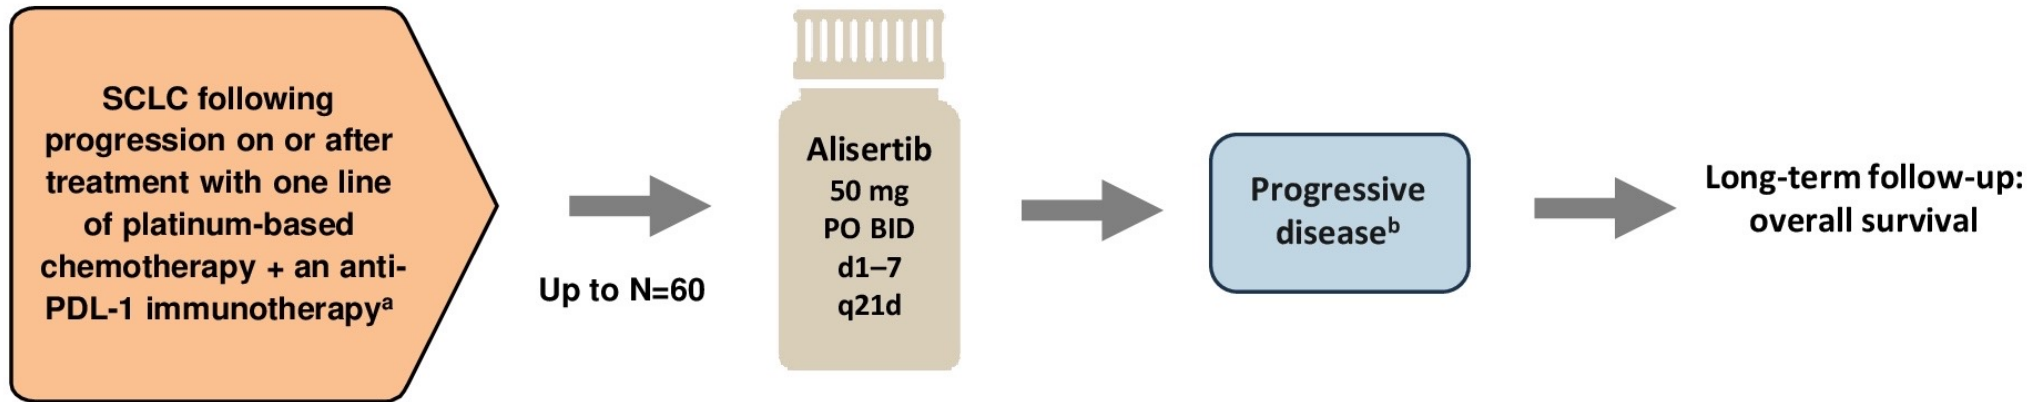 SCLC following
progression on or after
treatment with one line
of platinum-based
chemotherapy + an anti-
PDL-1 immunotherapyᵃ
Up to N=60
Alisertib
50 mg
PO BID
d1–7
q21d
Progressive
diseaseᵇ
Long-term follow-up:
overall survival